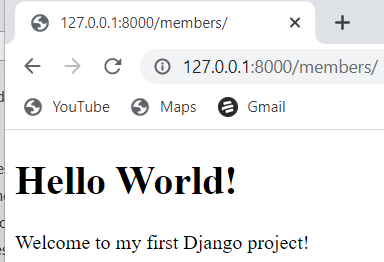 127.0.0.1:8000/members/
127.0.0.1:8000/members/
YouTube Maps Gmail
Hello World!
Welcome to my first Django project!